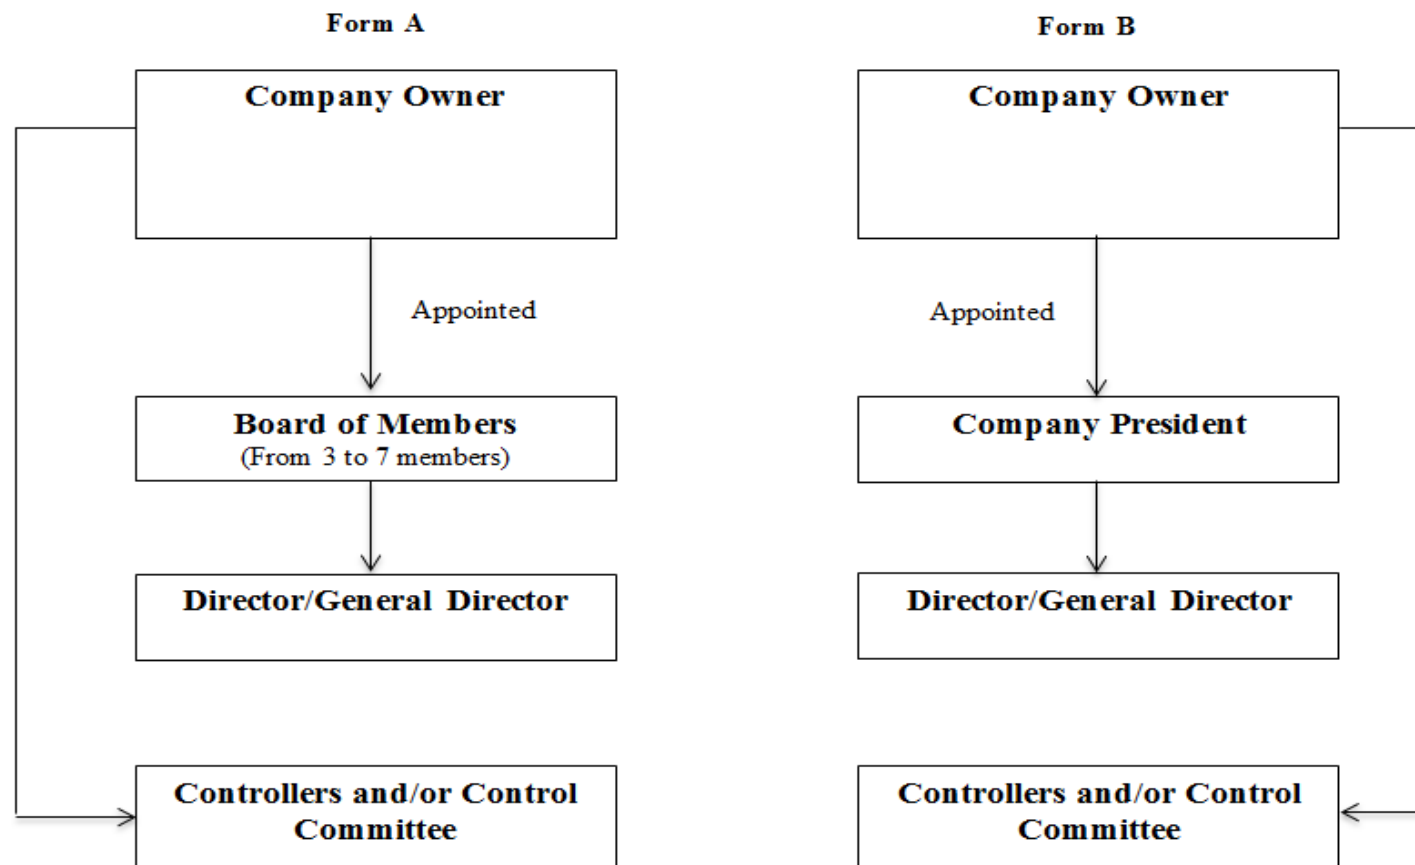 Form A
Company Owner
Appointed
Board of Members
(From 3 to 7 members)
Director/General Director
Controllers and/or Control
Committee
Form B
Company Owner
Appointed
Company President
Director/General Director
Controllers and/or Control
Committee